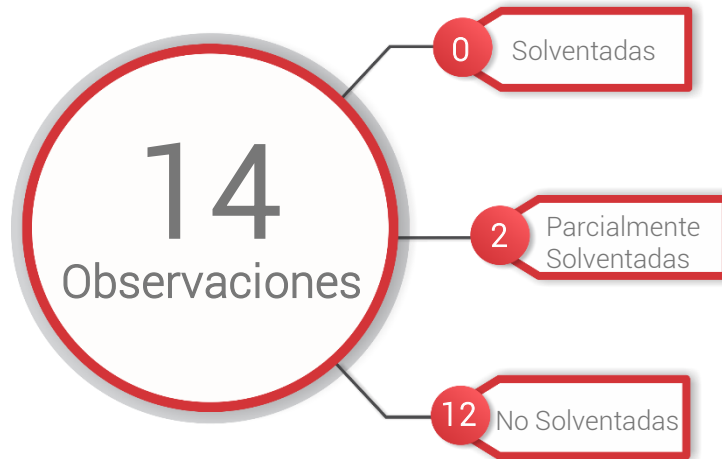 14
Observaciones
0
Solventadas
2
Parcialmente
Solventadas
12
No Solventadas